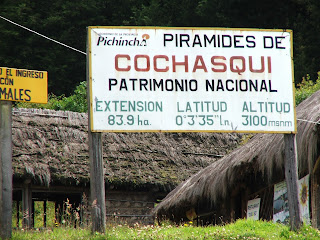 O EL INGRESO
CON
MALES
Pichincha
PIRAMIDES DE
COCHASQUI
PATRIMONIO NACIONAL
EXTENSION LATITUD ALTITUD
83.9 ha. 0°3'35"Ln 3100 msnm